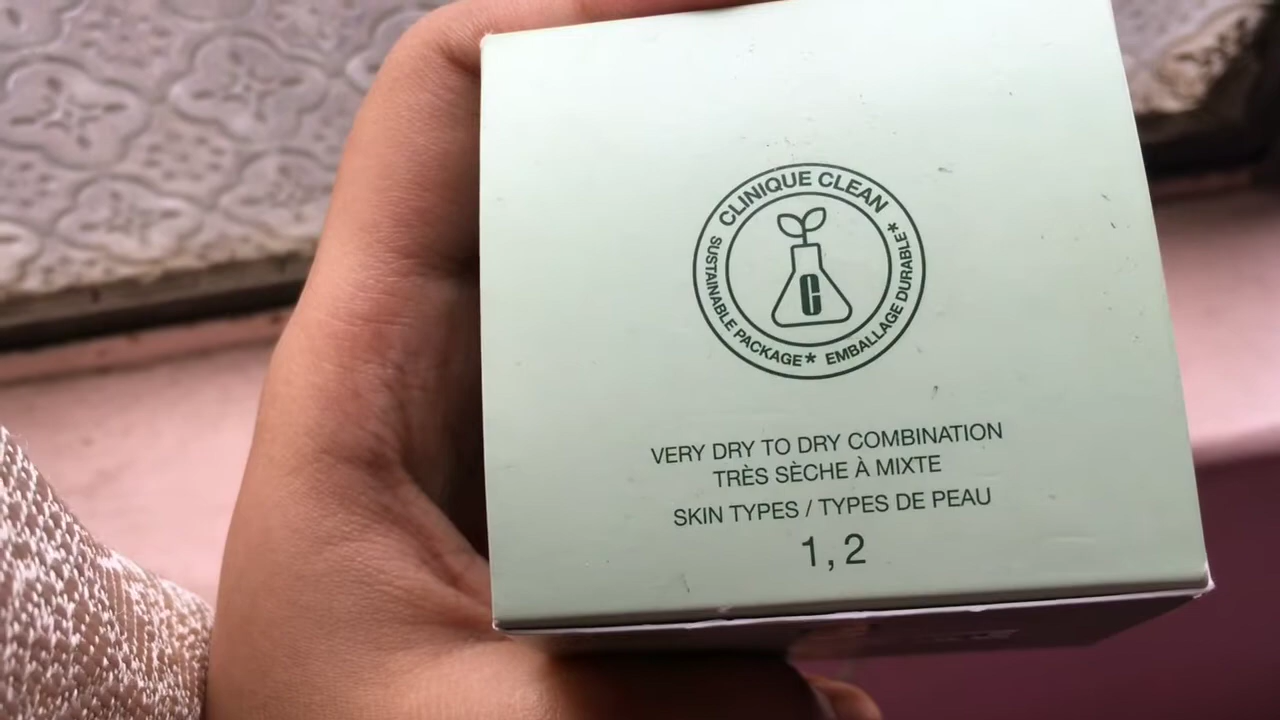 CLINIQUE CLEAN
SUSTAINABLE PACKAGE* EMBALLAGE DURABLE*
C
VERY DRY TO DRY COMBINATION
TRÈS SÈCHE À MIXTE
SKIN TYPES / TYPES DE PEAU
1, 2